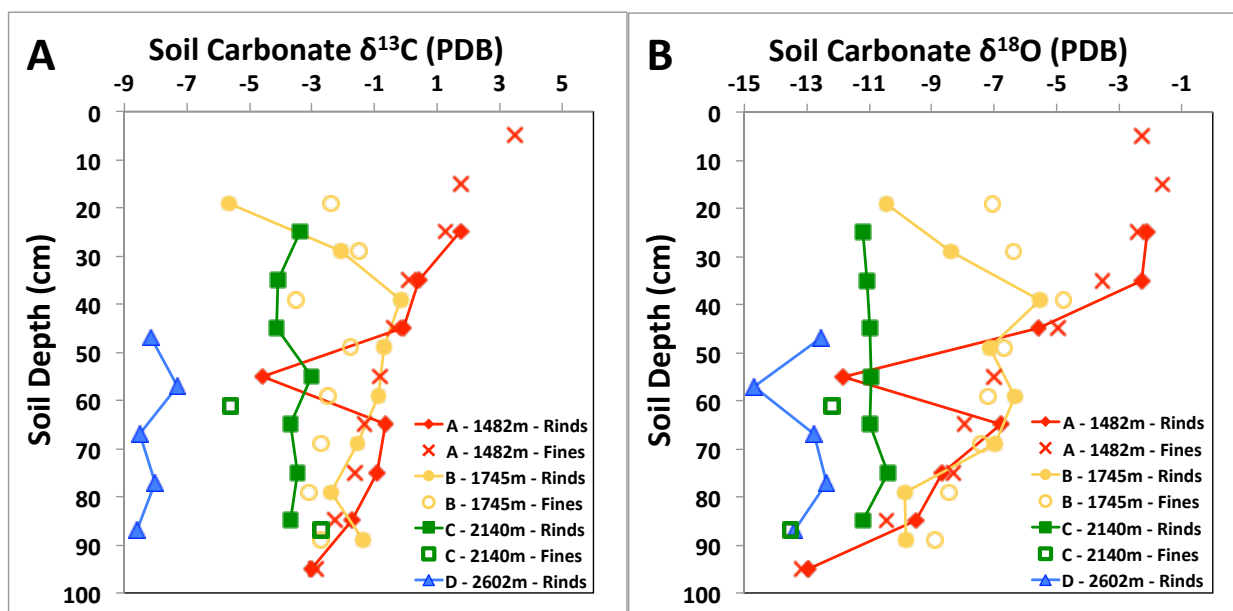 A
Soil Carbonate δ¹³C (PDB)
-9 -7 -5 -3 -1 1 3 5
Soil Depth (cm)
0
10
20
30
40
50
60
70
80
90
100
A - 1482m - Rinds
A - 1482m - Fines
B - 1745m - Rinds
B - 1745m - Fines
C - 2140m - Rinds
C - 2140m - Fines
D - 2602m - Rinds
B
Soil Carbonate δ¹⁸O (PDB)
-15 -13 -11 -9 -7 -5 -3 -1
Soil Depth (cm)
0
10
20
30
40
50
60
70
80
90
100
A - 1482m - Rinds
A - 1482m - Fines
B - 1745m - Rinds
B - 1745m - Fines
C - 2140m - Rinds
C - 2140m - Fines
D - 2602m - Rinds